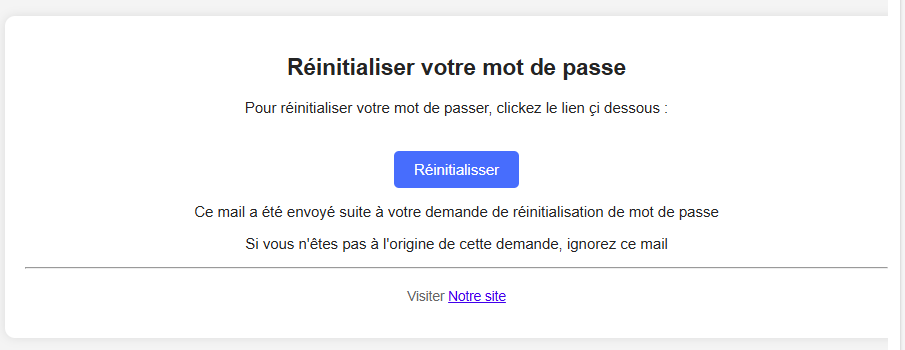 Réinitialiser votre mot de passe
Pour réinitialiser votre mot de passer, clickez le lien çi dessous :
Réinitialisser
Ce mail a été envoyé suite à votre demande de réinitialisation de mot de passe
Si vous n'êtes pas à l'origine de cette demande, ignorez ce mail
Visiter Notre site